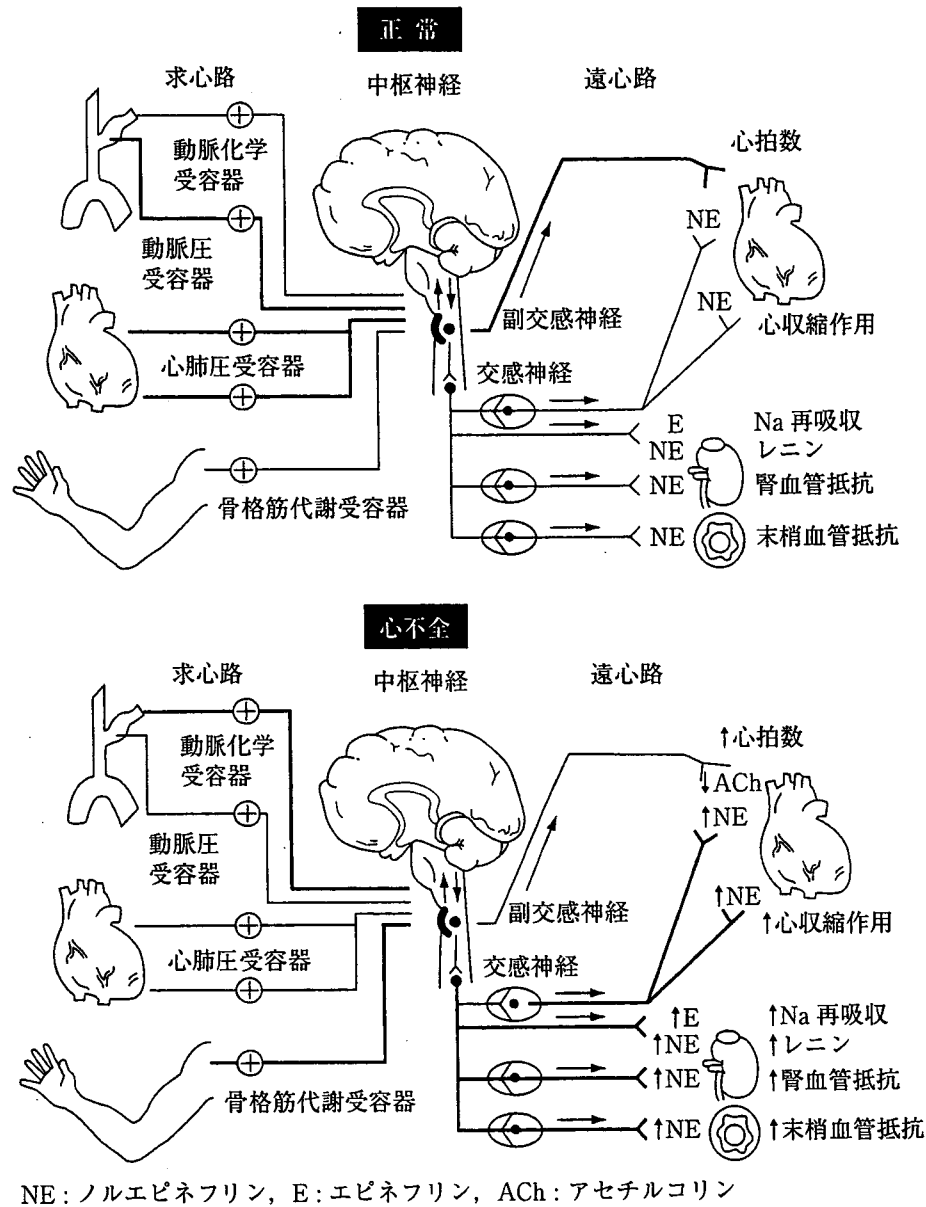 正常
求心路
中枢神経
遠心路
動脈化学
受容器
動脈圧
受容器
心肺圧受容器
骨格筋代謝受容器
副交感神経
交感神経
心拍数
NE
NE
心収縮作用
E
NE
Na 再吸収
レニン
NE
腎血管抵抗
NE
末梢血管抵抗
心不全
求心路
中枢神経
遠心路
動脈化学
受容器
動脈圧
受容器
心肺圧受容器
骨格筋代謝受容器
副交感神経
交感神経
↑心拍数
↓ACh
↑NE
↑NE
↑心収縮作用
↑E
↑NE
↑Na 再吸収
↑レニン
↑NE
↑腎血管抵抗
↑NE
↑末梢血管抵抗
NE：ノルエピネフリン，E：エピネフリン，ACh：アセチルコリン